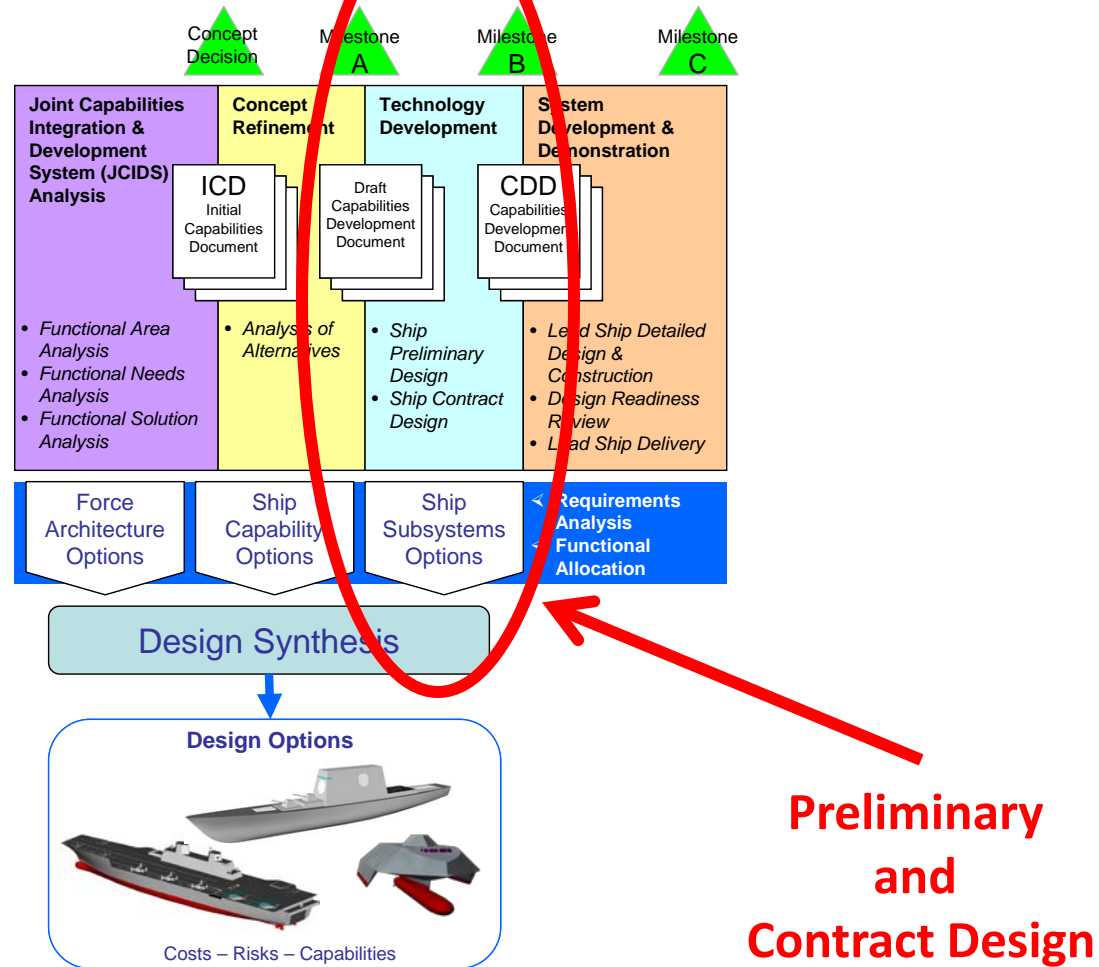 Concept
Decision
Milestone
A
Milestone
B
Milestone
C
Joint Capabilities
Integration &
Development
System (JCIDS)
Analysis
Concept
Refinement
Technology
Development
System
Development &
Demonstration
ICD
Initial
Capabilities
Document
Draft
Capabilities
Development
Document
CDD
Capabilities
Development
Document
• Functional Area
Analysis
• Functional Needs
Analysis
• Functional Solution
Analysis
• Analysis of
Alternatives
• Ship
Preliminary
Design
• Ship Contract
Design
• Lead Ship Detailed
Design &
Construction
• Design Readiness
Review
• Lead Ship Delivery
Force
Architecture
Options
Ship
Capability
Options
Ship
Subsystems
Options
Requirements
Analysis
Functional
Allocation
Design Synthesis
Design Options
Costs – Risks – Capabilities
Preliminary
and
Contract Design